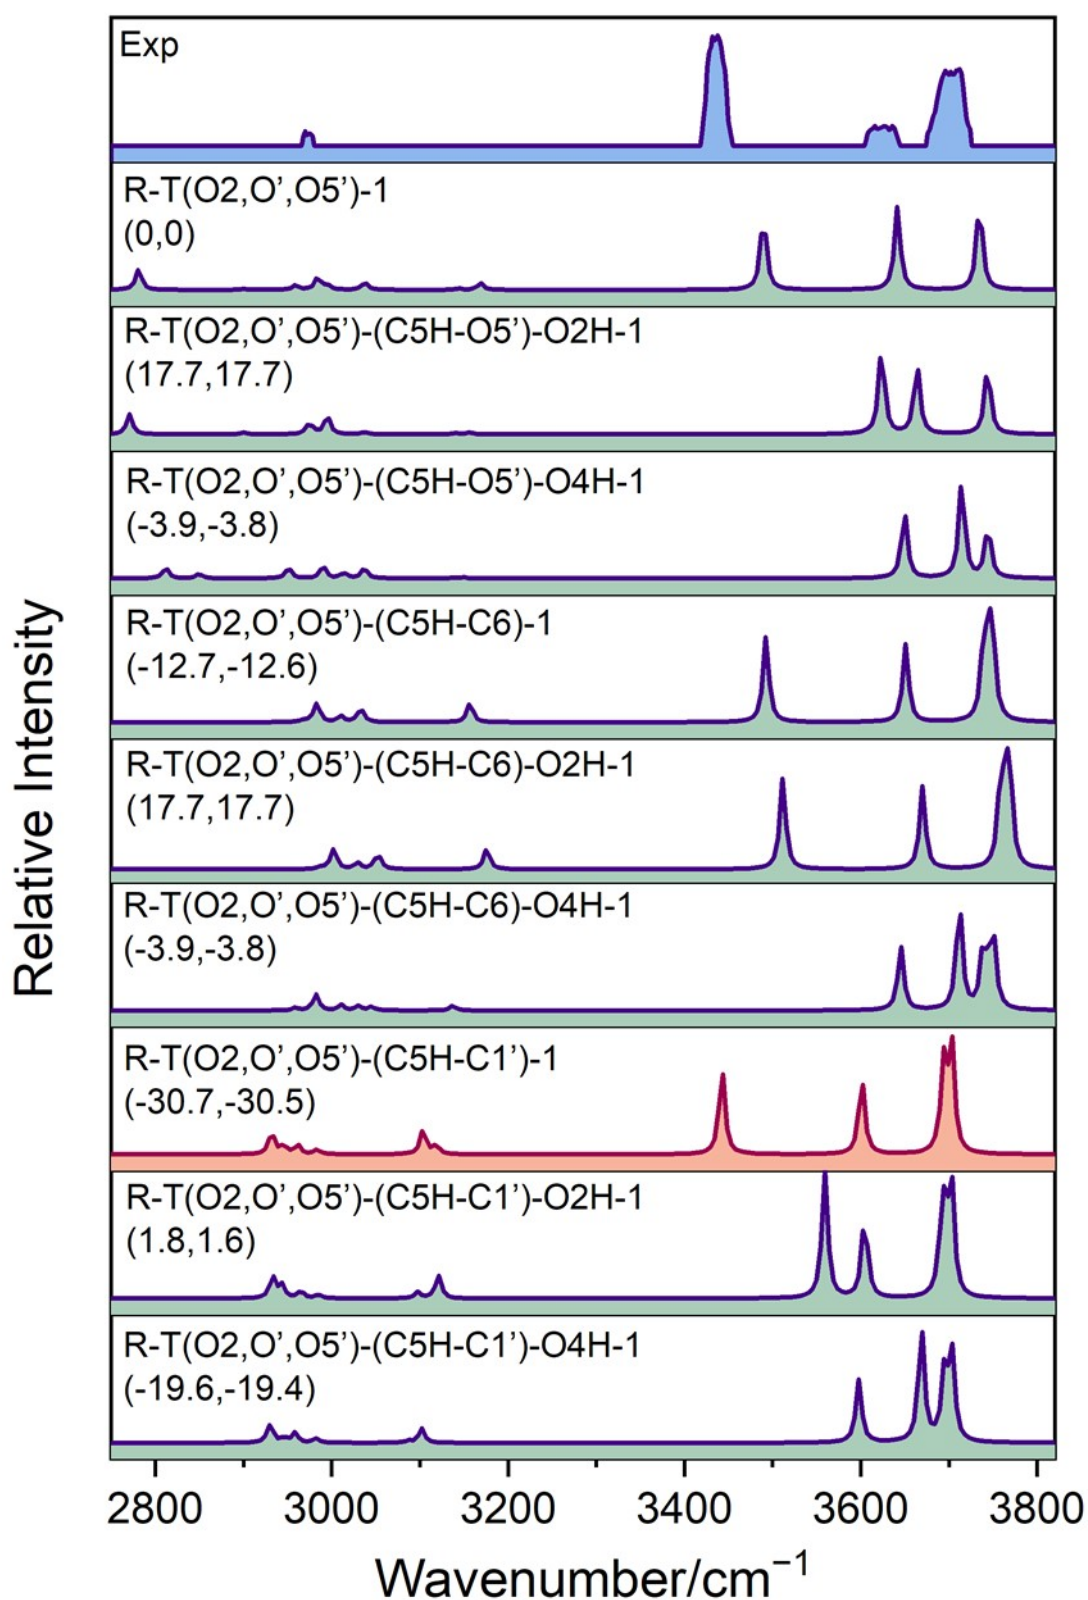 Exp
R-T(O2,O’,O5’)-1
(0,0)
R-T(O2,O’,O5’)-(C5H-O5’)-O2H-1
(17.7,17.7)
R-T(O2,O’,O5’)-(C5H-O5’)-O4H-1
(-3.9,-3.8)
R-T(O2,O’,O5’)-(C5H-C6)-1
(-12.7,-12.6)
R-T(O2,O’,O5’)-(C5H-C6)-O2H-1
(17.7,17.7)
R-T(O2,O’,O5’)-(C5H-C6)-O4H-1
(-3.9,-3.8)
R-T(O2,O’,O5’)-(C5H-C1’)-1
(-30.7,-30.5)
R-T(O2,O’,O5’)-(C5H-C1’)-O2H-1
(1.8,1.6)
R-T(O2,O’,O5’)-(C5H-C1’)-O4H-1
(-19.6,-19.4)
Relative Intensity
2800 3000 3200 3400 3600 3800
Wavenumber/cm⁻¹